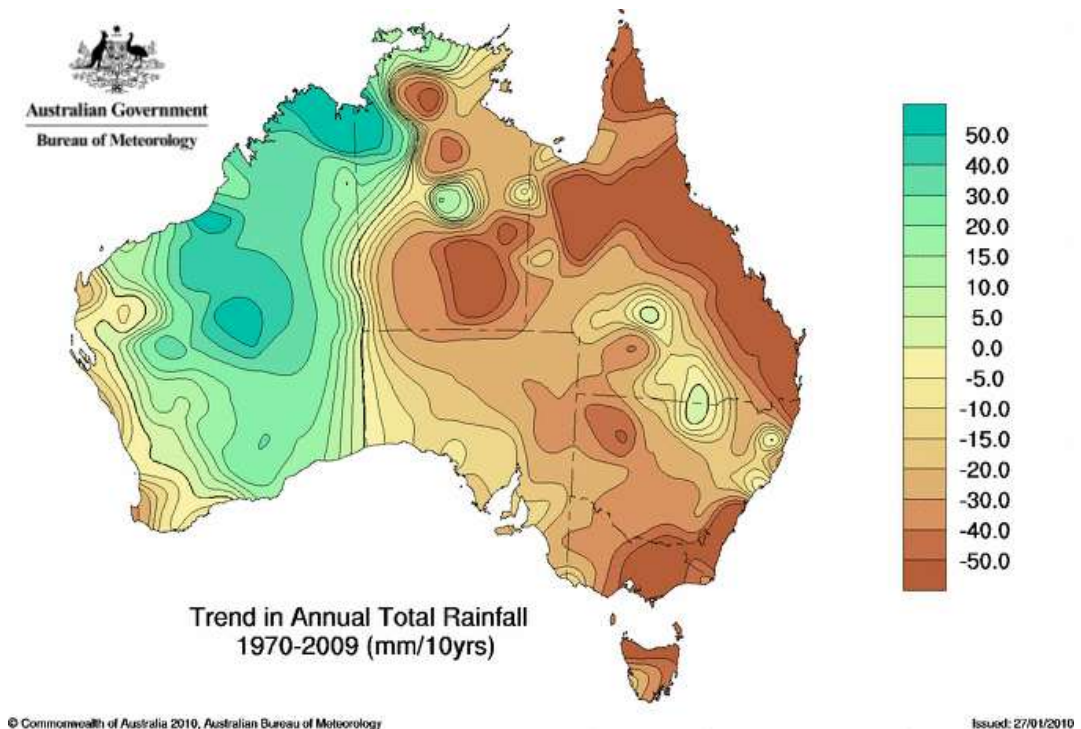 Australian Government
Bureau of Meteorology
50.0
40.0
30.0
20.0
15.0
10.0
5.0
0.0
-5.0
-10.0
-15.0
-20.0
-30.0
-40.0
-50.0
Trend in Annual Total Rainfall
1970-2009 (mm/10yrs)
© Commonwealth of Australia 2010, Australian Bureau of Meteorology
Issued: 27/01/2010